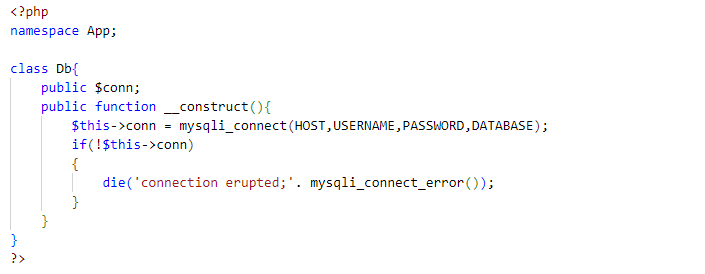 <?php
namespace App;

class Db{
    public $conn;
    public function __construct(){
        $this->conn = mysqli_connect(HOST,USERNAME,PASSWORD,DATABASE);
        if(!$this->conn)
        {
            die('connection erupted;'. mysqli_connect_error());
        }
    }
}
?>